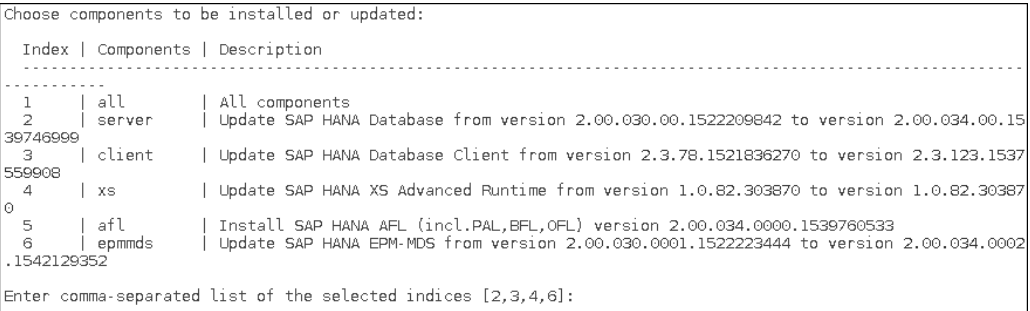 Choose components to be installed or updated:
Index | Components | Description
-----------------------------------------------------------------------------------------------------------
-----------
1 | all | All components
2 | server | Update SAP HANA Database from version 2.00.030.00.1522209842 to version 2.00.034.00.15
39746999
3 | client | Update SAP HANA Database Client from version 2.3.78.1521836270 to version 2.3.123.1537
559908
4 | xs | Update SAP HANA XS Advanced Runtime from version 1.0.82.303870 to version 1.0.82.30387
0
5 | afl | Install SAP HANA AFL (incl.PAL,BFL,OFL) version 2.00.034.0000.1539760533
6 | epmmds | Update SAP HANA EPM-MDS from version 2.00.030.0001.1522223444 to version 2.00.034.0002
.1542129352
Enter comma-separated list of the selected indices [2,3,4,6]: